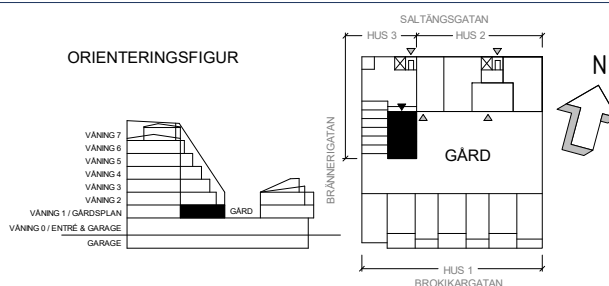 ORIENTERINGSFIGUR
VÅNING 7
VÅNING 6
VÅNING 5
VÅNING 4
VÅNING 3
VÅNING 2
VÅNING 1 / GÅRDSPLAN
GÅRD
VÅNING 0 / ENTRÉ & GARAGE
GARAGE
SALTÄNGSGATAN
HUS 3
HUS 2
BRÄNNERIGATAN
GÅRD
HUS 1
BROKIKARGATAN
N